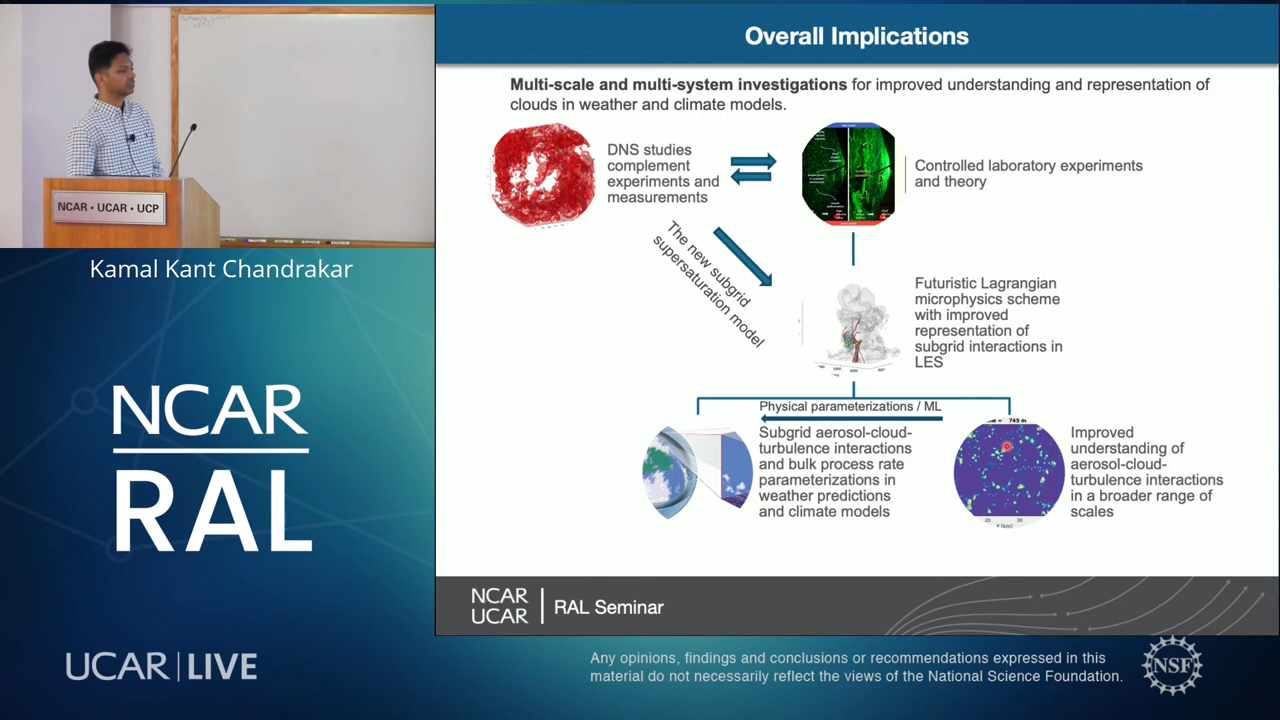 Overall Implications
Multi-scale and multi-system investigations for improved understanding and representation of
clouds in weather and climate models.
DNS studies
complement
experiments and
measurements
Controlled laboratory experiments
and theory
The new subgrid
supersaturation model
Futuristic Lagrangian
microphysics scheme
with improved
representation of
subgrid interactions in
LES
Physical parameterizations / ML
Subgrid aerosol-cloud-
turbulence interactions
and bulk process rate
parameterizations in
weather predictions
and climate models
745 m
20 30
Improved
understanding of
aerosol-cloud-
turbulence interactions
in a broader range of
scales
NCAR
UCAR
RAL Seminar
NCAR • UCAR • UCP
Kamal Kant Chandrakar
NCAR
RAL
UCAR | LIVE
Any opinions, findings and conclusions or recommendations expressed in this
material do not necessarily reflect the views of the National Science Foundation.
NSF